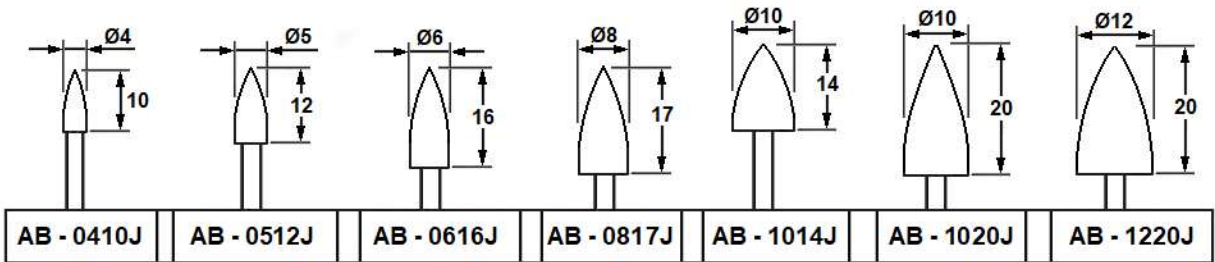 Ø4 Ø5 Ø6 Ø8 Ø10 Ø10 Ø12
10 12 16 17 14 20 20
AB - 0410J AB - 0512J AB - 0616J AB - 0817J AB - 1014J AB - 1020J AB - 1220J